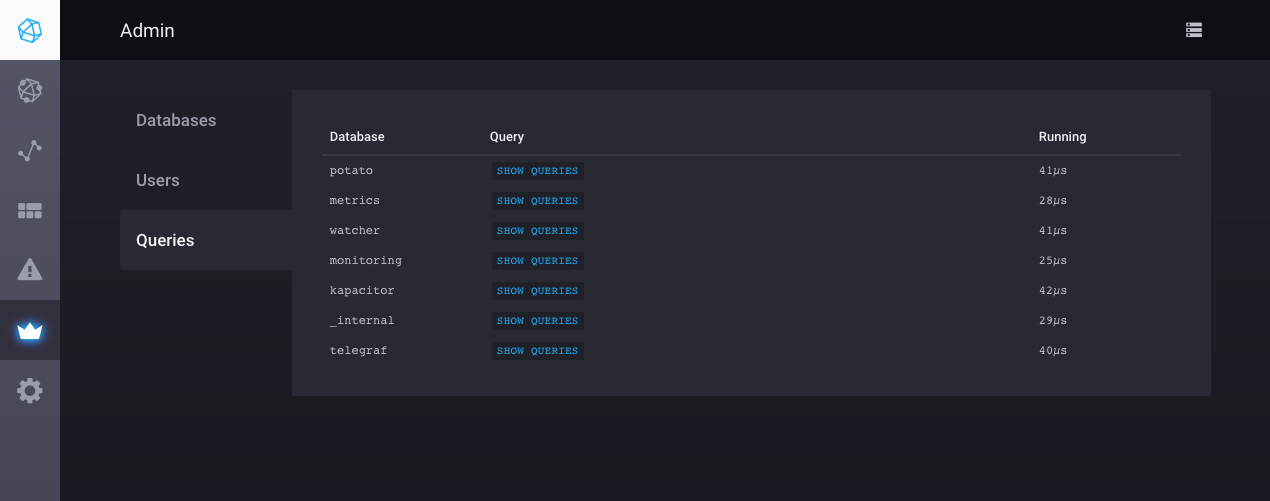 Admin
Databases
Users
Queries
Database Query Running
potato SHOW QUERIES 41µs
metrics SHOW QUERIES 28µs
watcher SHOW QUERIES 41µs
monitoring SHOW QUERIES 25µs
kapacitor SHOW QUERIES 42µs
_internal SHOW QUERIES 29µs
telegraf SHOW QUERIES 40µs